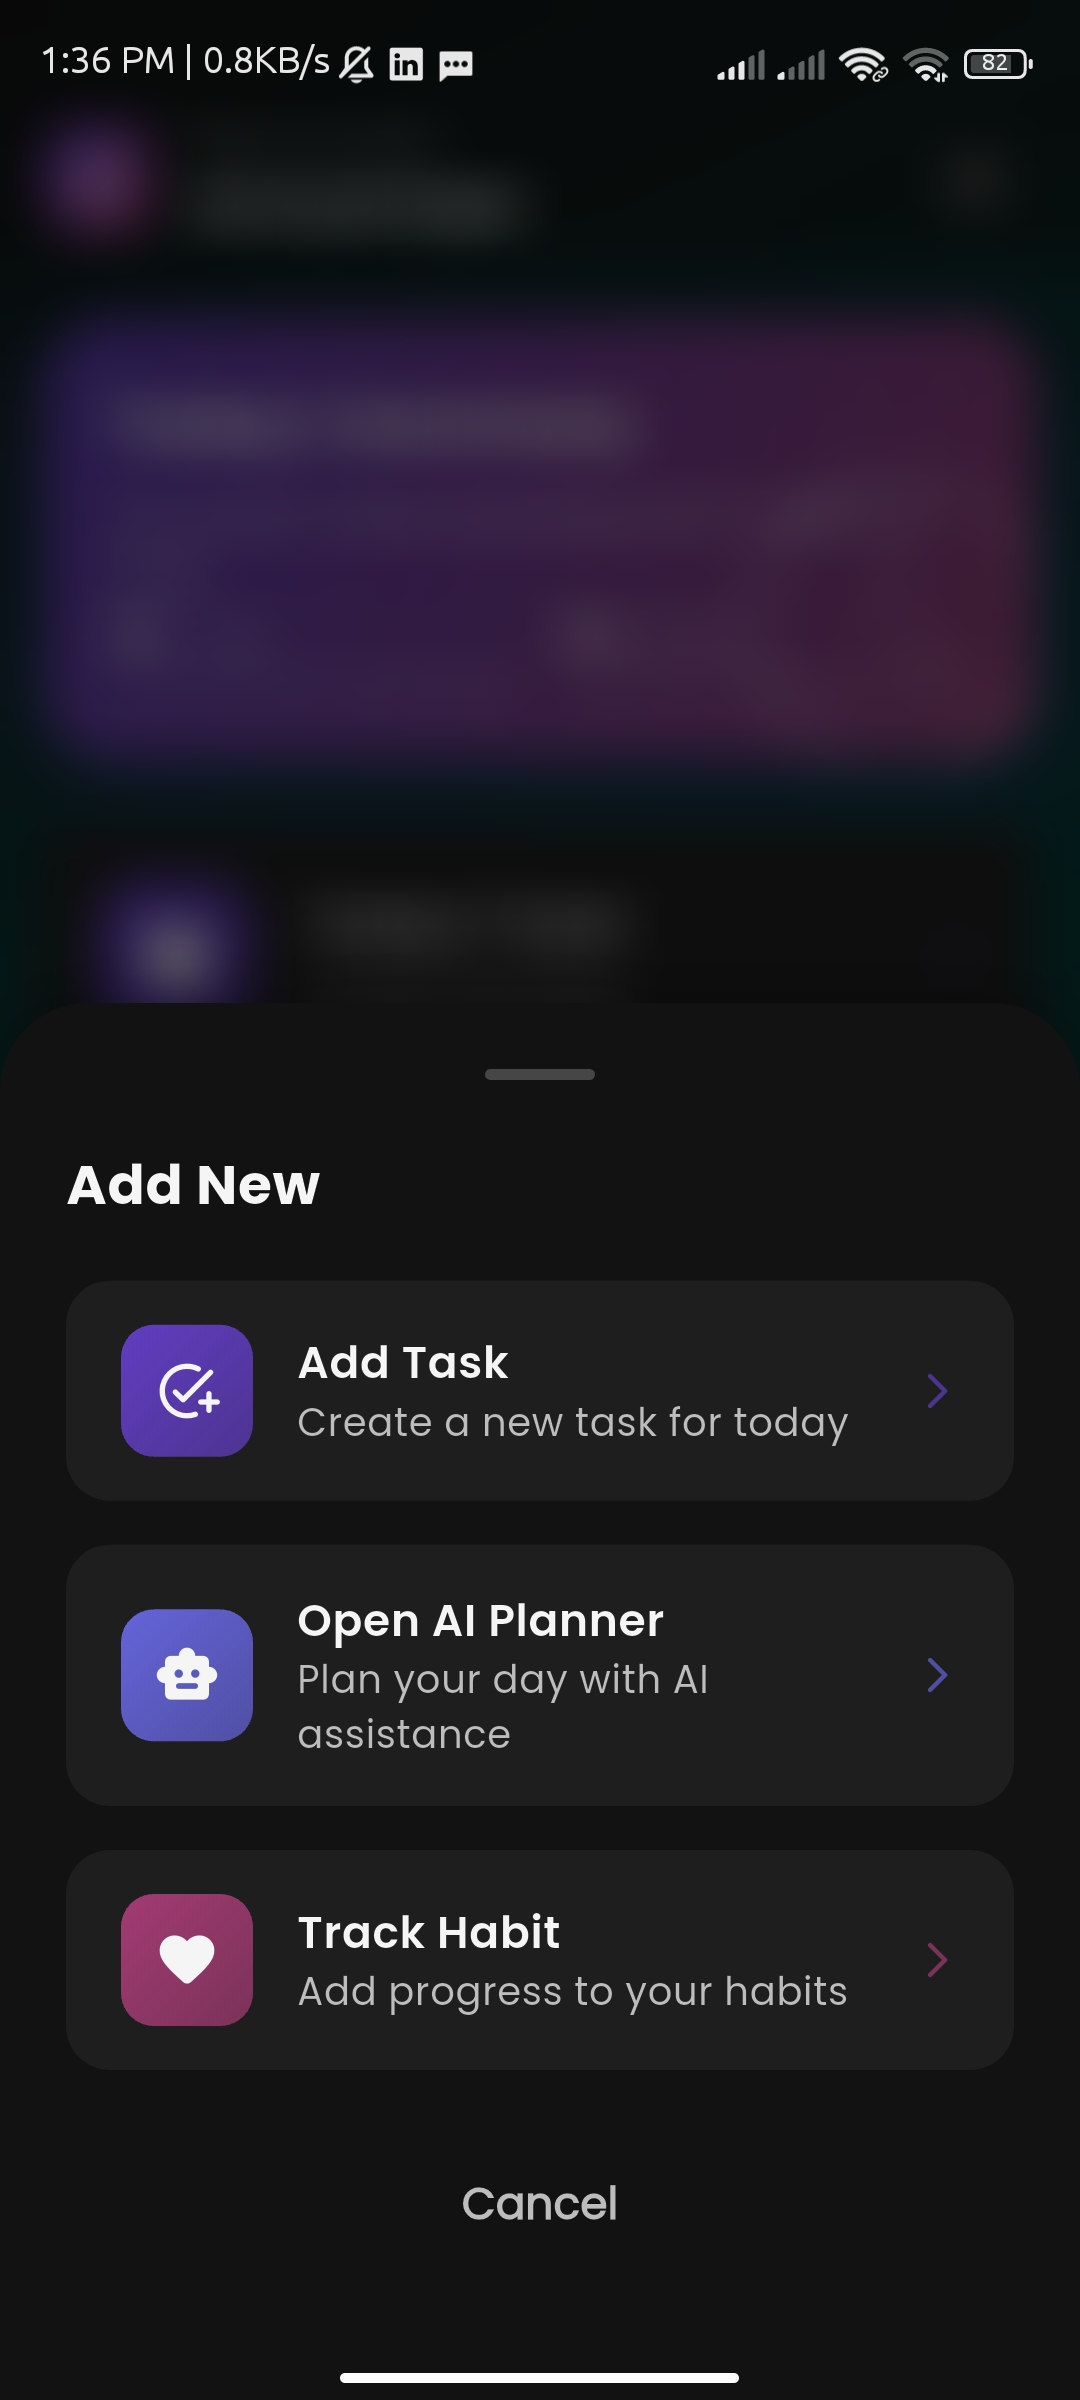 1:36 PM | 0.8KB/s
82
Add New
Add Task
Create a new task for today
Open AI Planner
Plan your day with AI
assistance
Track Habit
Add progress to your habits
Cancel